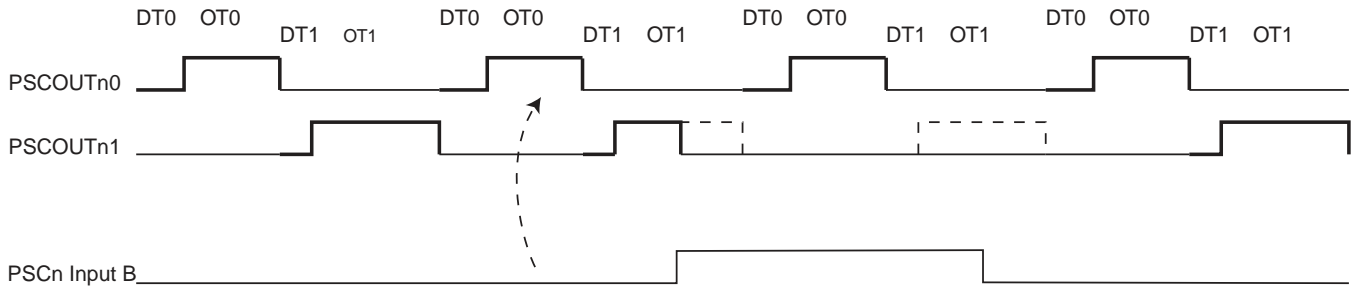 DT0 OT0 DT0 OT0 DT0 OT0 DT0 OT0
DT1 OT1 DT1 OT1 DT1 OT1 DT1 OT1
PSCOUTn0
PSCOUTn1
PSCn Input B